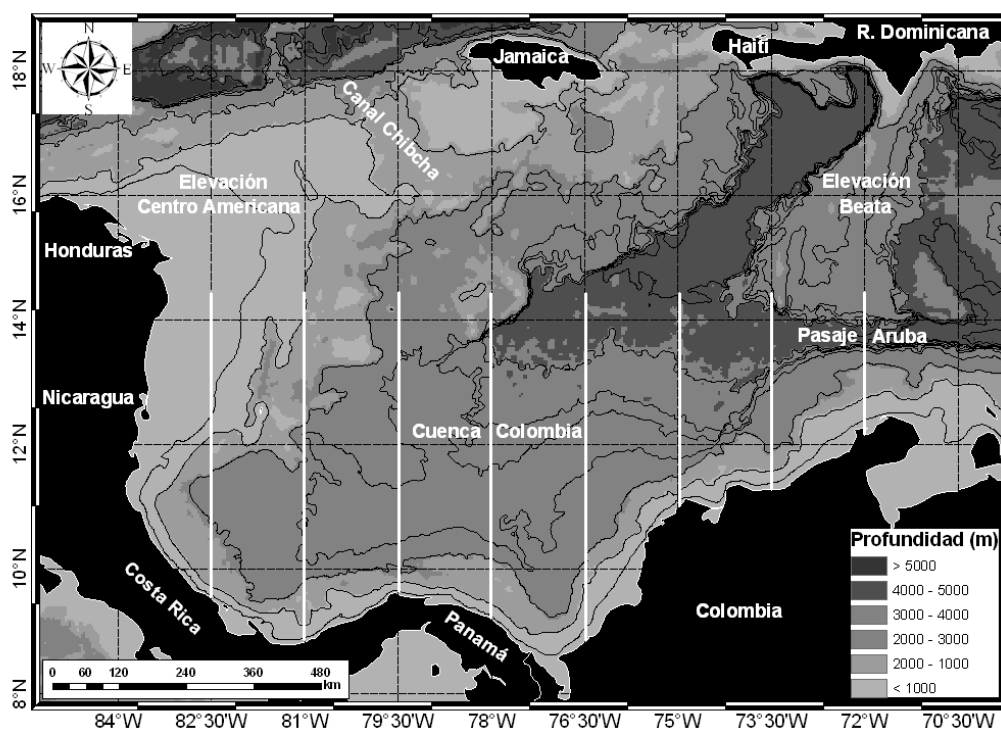 N
W E
S
Jamaica
Haití
R. Dominicana
Canal Chibcha
Elevación
Centro Americana
Elevación
Beata
Honduras
Pasaje Aruba
Nicaragua
Cuenca Colombia
Costa Rica
Panamá
Colombia
Profundidad (m)
> 5000
4000 - 5000
3000 - 4000
2000 - 3000
2000 - 1000
< 1000
0 60 120 240 360 480
km
18°N
16°N
14°N
12°N
10°N
8°N
84°W 82°30'W 81°W 79°30'W 78°W 76°30'W 75°W 73°30'W 72°W 70°30'W